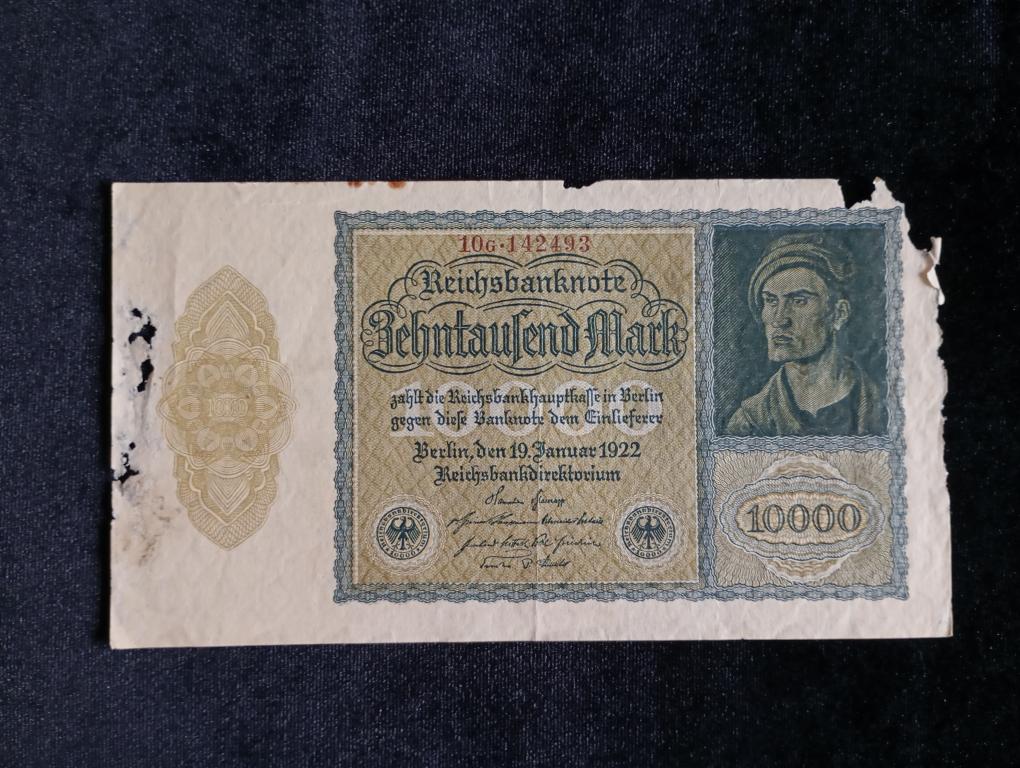 10G·142493
Reichsbanknote
Zehntauſend Mark
10000
zahlt die Reichsbankhauptkaſſe in Berlin
gegen dieſe Banknote dem Einlieferer
Berlin, den 19. Januar 1922
Reichsbankdirektorium
10000